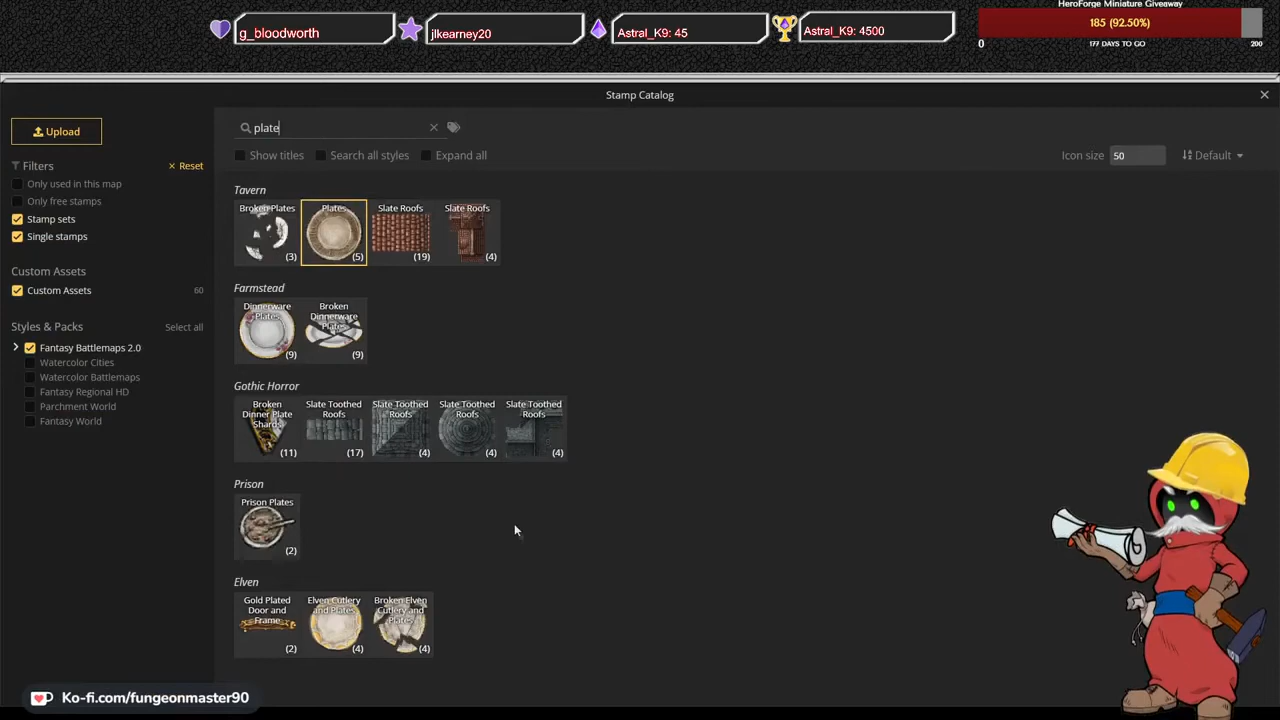 HeroForge Miniature Giveaway
g_bloodworth
jlkearney20
Astral_K9: 45
Astral_K9: 4500
185 (92.50%)
0
177 DAYS TO GO
200
Stamp Catalog
Upload
plate
Filters
Reset
Show titles
Search all styles
Expand all
Icon size
50
Default
Only used in this map
Only free stamps
Stamp sets
Single stamps
Custom Assets
Custom Assets
60
Styles & Packs
Select all
Fantasy Battlemaps 2.0
Watercolor Cities
Watercolor Battlemaps
Fantasy Regional HD
Parchment World
Fantasy World
Tavern
Broken Plates
(3)
Plates
(5)
Slate Roofs
(19)
Slate Roofs
(4)
Farmstead
Dinnerware
Plates
(9)
Broken
Dinnerware
Plates
(9)
Gothic Horror
Broken
Dinner Plate
Shards
(11)
Slate Toothed
Roofs
(17)
Slate Toothed
Roofs
(4)
Slate Toothed
Roofs
(4)
Slate Toothed
Roofs
(4)
Prison
Prison Plates
(2)
Elven
Gold Plated
Door and
Frame
(2)
Elven Cutlery
and Plates
(4)
Broken Elven
Cutlery and
Plates
(4)
Ko-fi.com/fungeonmaster90